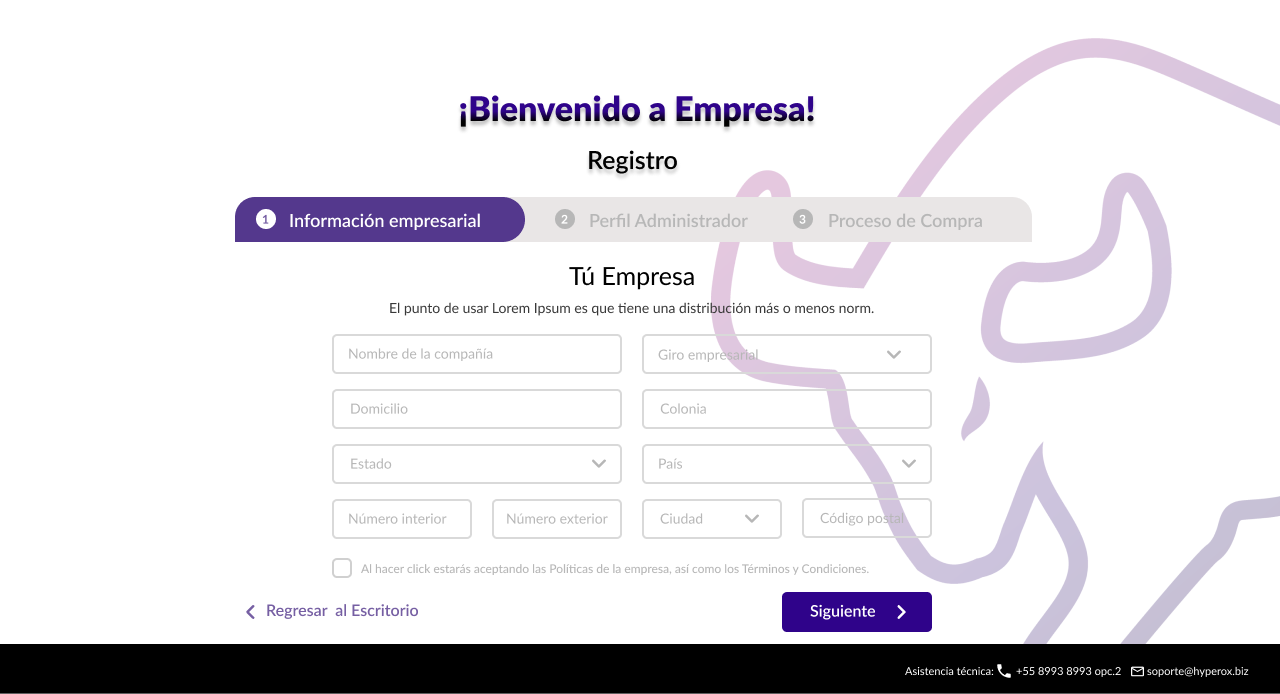 ¡Bienvenido a Empresa!
Registro
1 Información empresarial 2 Perfil Administrador 3 Proceso de Compra
Tú Empresa
El punto de usar Lorem Ipsum es que tiene una distribución más o menos norm.
Nombre de la compañía Giro empresarial
Domicilio Colonia
Estado País
Número interior Número exterior Ciudad Código postal
Al hacer click estarás aceptando las Políticas de la empresa, así como los Términos y Condiciones.
Regresar al Escritorio Siguiente
Asistencia técnica: +55 8993 8993 opc.2 soporte@hyperox.biz